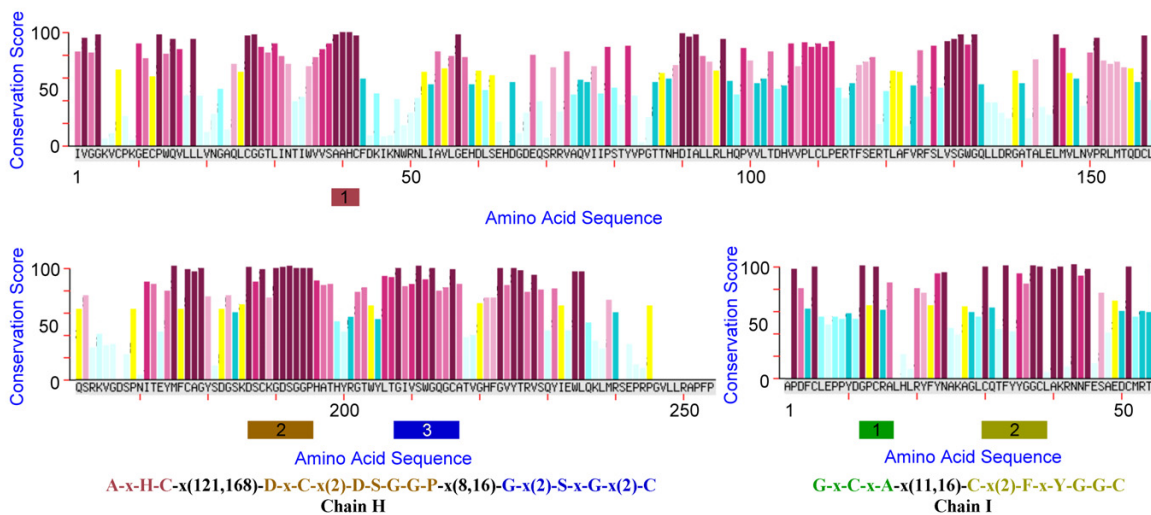 Conservation Score
100
50
0
IVGGKVCPKGECPWQVLLLVNGAQLCGGTLINTIWVVSAAHCFDKIKNWRNLIAVLGEHDLSEHDGDEQSRRVAQVIIPSTYVPGTTNHDIALLRLHQPVVLTDHVVPLCLPERTFSERTLAFVRFSLVSGWGQLLDRGATALELMVLNVPRLMTQDCL
1 50 100 150
1
Amino Acid Sequence
Conservation Score
100
50
0
QSRKVGDSPNITEYMFCAGYSDGSKDSCKGDSGGPHATHYRGTWYLTGIVSWGQGCATVGHFGVYTRVSQYIEWLQKLMRSEPRPGVLLRAPFP
200 250
2 3
Amino Acid Sequence
A-x-H-C-x(121,168)-D-x-C-x(2)-D-S-G-G-P-x(8,16)-G-x(2)-S-x-G-x(2)-C
Chain H
Conservation Score
100
50
0
APDFCLEPPYDGPCRALHLRYFYNAKAGLCQTFYYGGCLAKRNNFESAEDCMRT
1 50
1 2
Amino Acid Sequence
G-x-C-x-A-x(11,16)-C-x(2)-F-x-Y-G-G-C
Chain I